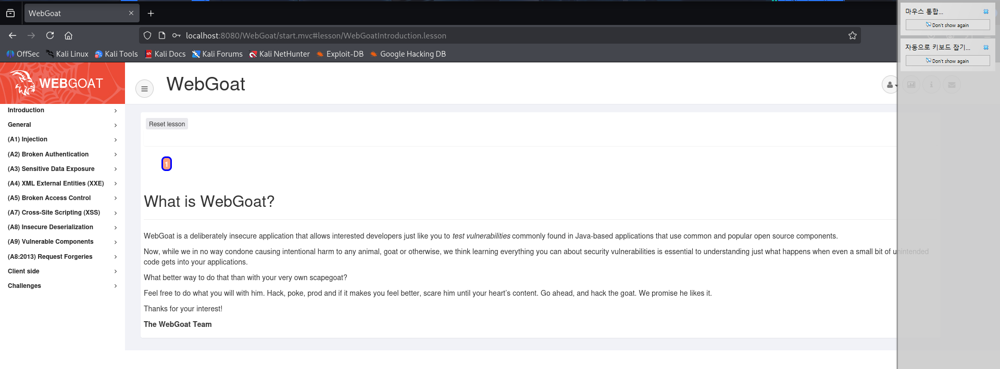 WebGoat
localhost:8080/WebGoat/start.mvc#lesson/WebGoatIntroduction.lesson
OffSec Kali Linux Kali Tools Kali Docs Kali Forums Kali NetHunter Exploit-DB Google Hacking DB
마우스 통합...
Don't show again
자동으로 키보드 잡기...
Don't show again
WEBGOAT
WebGoat
Introduction
General
(A1) Injection
(A2) Broken Authentication
(A3) Sensitive Data Exposure
(A4) XML External Entities (XXE)
(A5) Broken Access Control
(A7) Cross-Site Scripting (XSS)
(A8) Insecure Deserialization
(A9) Vulnerable Components
(A8:2013) Request Forgeries
Client side
Challenges
Reset lesson
1
What is WebGoat?
WebGoat is a deliberately insecure application that allows interested developers just like you to test vulnerabilities commonly found in Java-based applications that use common and popular open source components.
Now, while we in no way condone causing intentional harm to any animal, goat or otherwise, we think learning everything you can about security vulnerabilities is essential to understanding just what happens when even a small bit of unintended
code gets into your applications.
What better way to do that than with your very own scapegoat?
Feel free to do what you will with him. Hack, poke, prod and if it makes you feel better, scare him until your heart's content. Go ahead, and hack the goat. We promise he likes it.
Thanks for your interest!
The WebGoat Team